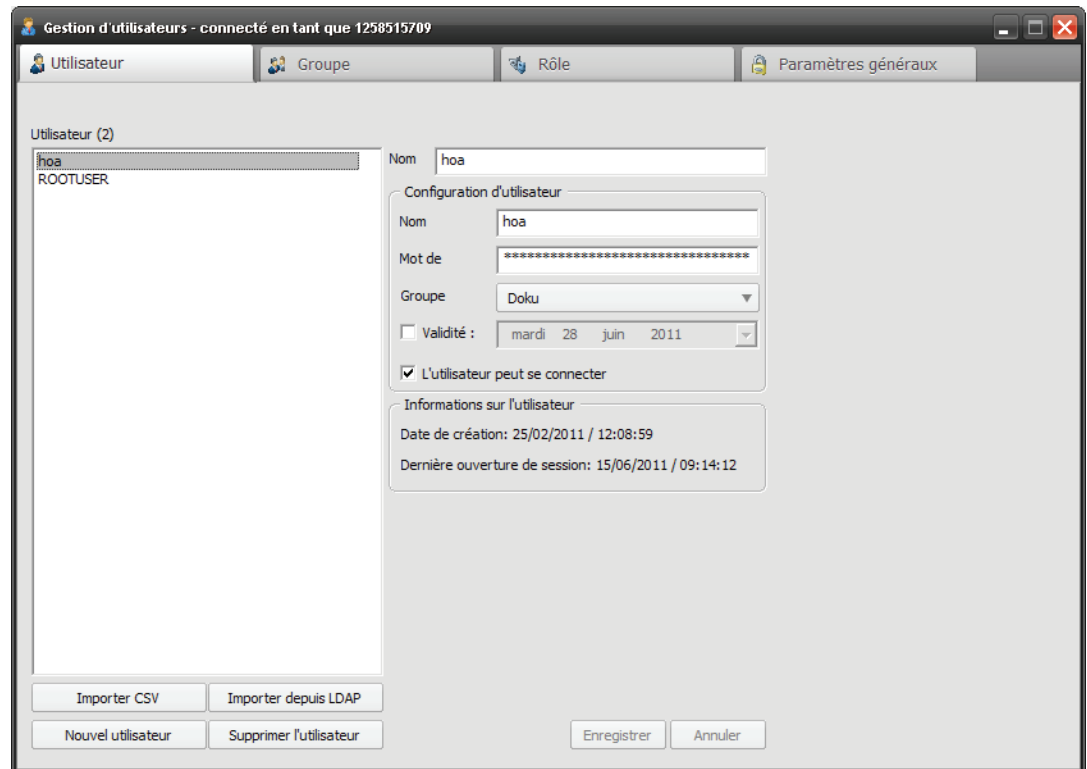 Gestion d'utilisateurs - connecté en tant que 1258515709
Utilisateur
Groupe
Rôle
Paramètres généraux
Utilisateur (2)
hoa
ROOTUSER
Nom hoa
Configuration d'utilisateur
Nom hoa
Mot de ********************************
Groupe Doku
Validité : mardi 28 juin 2011
L'utilisateur peut se connecter
Informations sur l'utilisateur
Date de création: 25/02/2011 / 12:08:59
Dernière ouverture de session: 15/06/2011 / 09:14:12
Importer CSV
Importer depuis LDAP
Nouvel utilisateur
Supprimer l'utilisateur
Enregistrer
Annuler